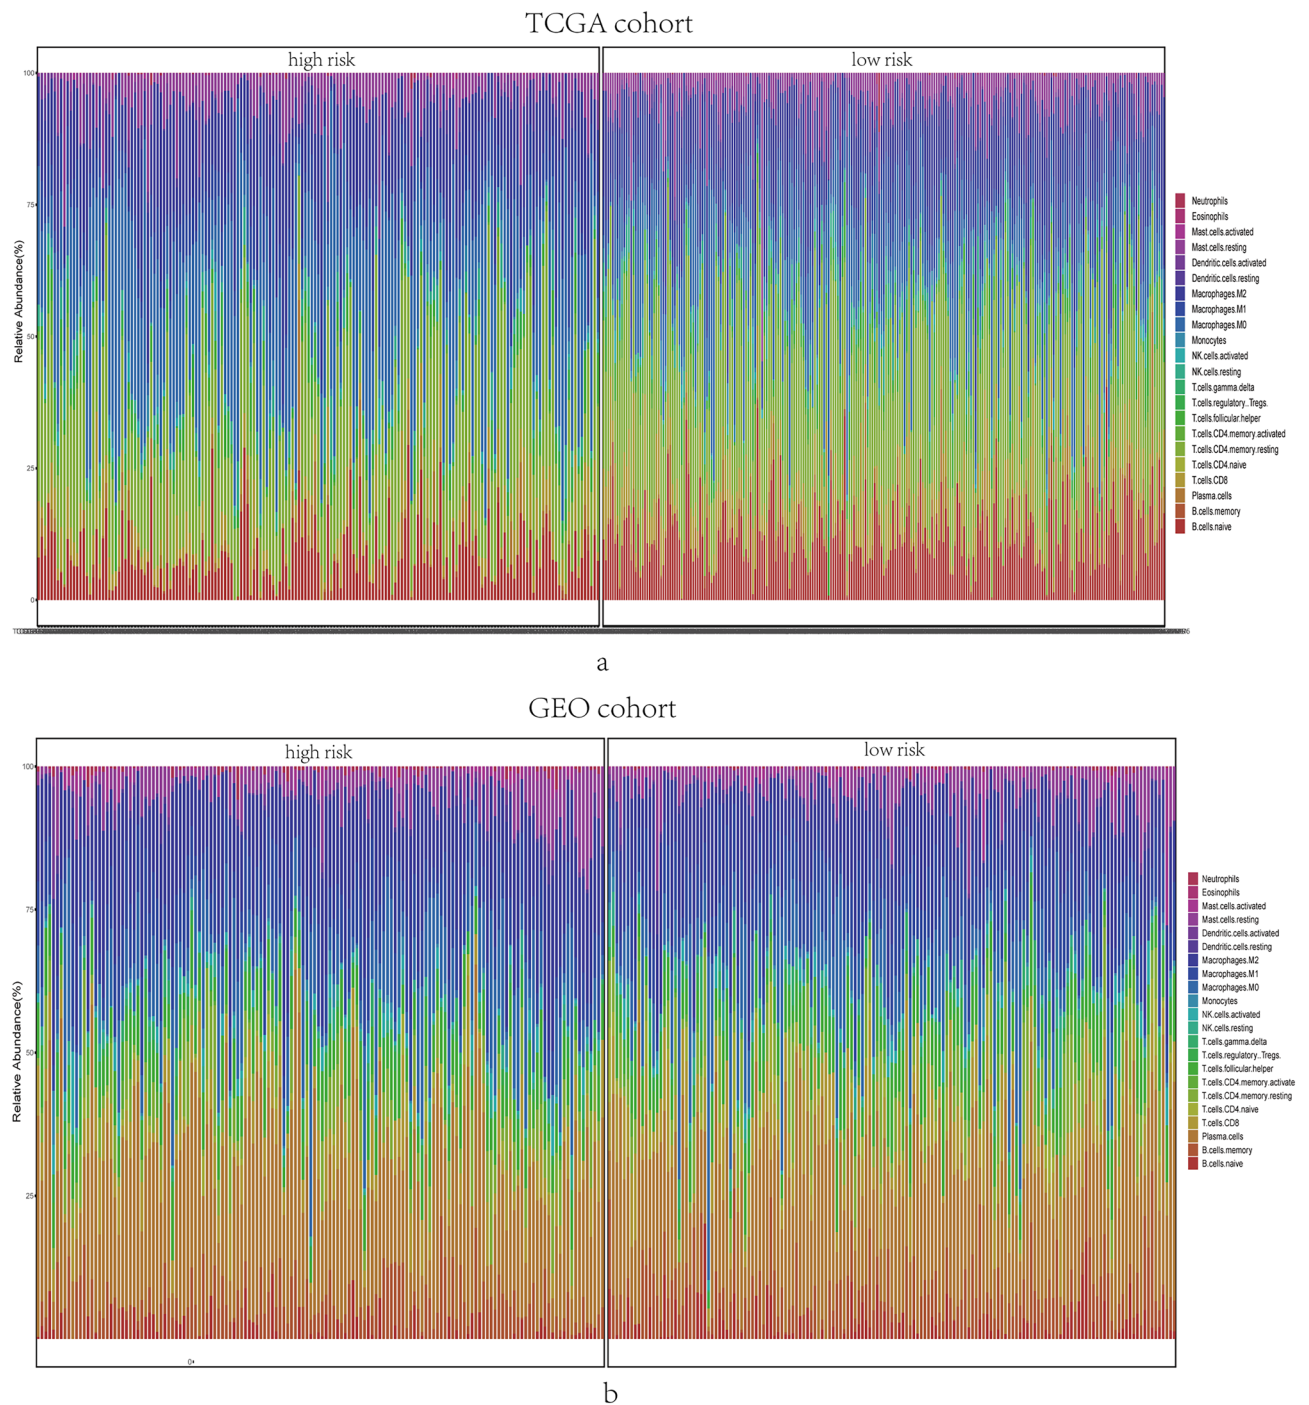 TCGA cohort
high risk
low risk
100
75
50
25
0
Relative Abundance(%)
Neutrophils
Eosinophils
Mast.cells.activated
Mast.cells.resting
Dendritic.cells.activated
Dendritic.cells.resting
Macrophages.M2
Macrophages.M1
Macrophages.M0
Monocytes
NK.cells.activated
NK.cells.resting
T.cells.gamma.delta
T.cells.regulatory..Tregs.
T.cells.follicular.helper
T.cells.CD4.memory.activated
T.cells.CD4.memory.resting
T.cells.CD4.naive
T.cells.CD8
Plasma.cells
B.cells.memory
B.cells.naive
a
GEO cohort
high risk
low risk
100
75
50
25
0
Relative Abundance(%)
Neutrophils
Eosinophils
Mast.cells.activated
Mast.cells.resting
Dendritic.cells.activated
Dendritic.cells.resting
Macrophages.M2
Macrophages.M1
Macrophages.M0
Monocytes
NK.cells.activated
NK.cells.resting
T.cells.gamma.delta
T.cells.regulatory..Tregs.
T.cells.follicular.helper
T.cells.CD4.memory.activate
T.cells.CD4.memory.resting
T.cells.CD4.naive
T.cells.CD8
Plasma.cells
B.cells.memory
B.cells.naive
b